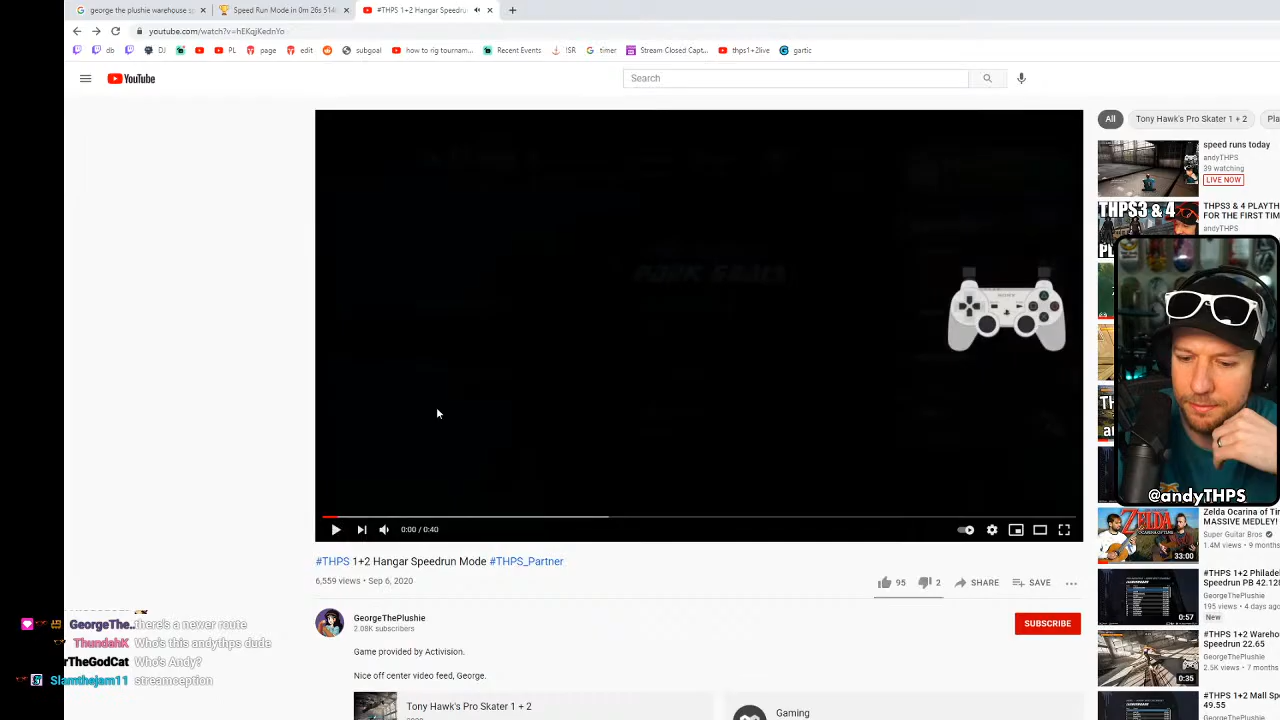 george the plushie warehouse s
Speed Run Mode in 0m 26s 514
#THPS 1+2 Hangar Speedru
youtube.com/watch?v=hEKqjKednYo
db
DJ
PL
page
edit
subgoal
how to rig tournam...
Recent Events
ISR
timer
Stream Closed Capt...
thps1+2live
gartic
YouTube
Search
All
Tony Hawk's Pro Skater 1 + 2
Pla
speed runs today
andyTHPS
39 watching
LIVE NOW
THPS3 & 4
THPS3 & 4 PLAYTH
FOR THE FIRST TIM
andyTHPS
SONY
@andyTHPS
0:00 / 0:40
#THPS 1+2 Hangar Speedrun Mode #THPS_Partner
6,559 views • Sep 6, 2020
95
2
SHARE
SAVE
GeorgeThePlushie
2.08K subscribers
SUBSCRIBE
Game provided by Activision.
Nice off center video feed, George.
Tony Hawk's Pro Skater 1 + 2
Gaming
ZELDA
33:00
Zelda Ocarina of Tim
MASSIVE MEDLEY!
Super Guitar Bros
1.4M views • 9 months
0:57
#THPS 1+2 Philade
Speedrun PB 42.12
GeorgeThePlushie
195 views • 4 days ago
New
0:35
#THPS 1+2 Wareho
Speedrun 22.65
GeorgeThePlushie
2.5K views • 7 months
#THPS 1+2 Mall Sp
49.55
GeorgeThePlushie
GeorgeThe.. there's a newer route
ThundahK Who's this andythps dude
rTheGodCat Who's Andy?
Slamthejam11 streamception